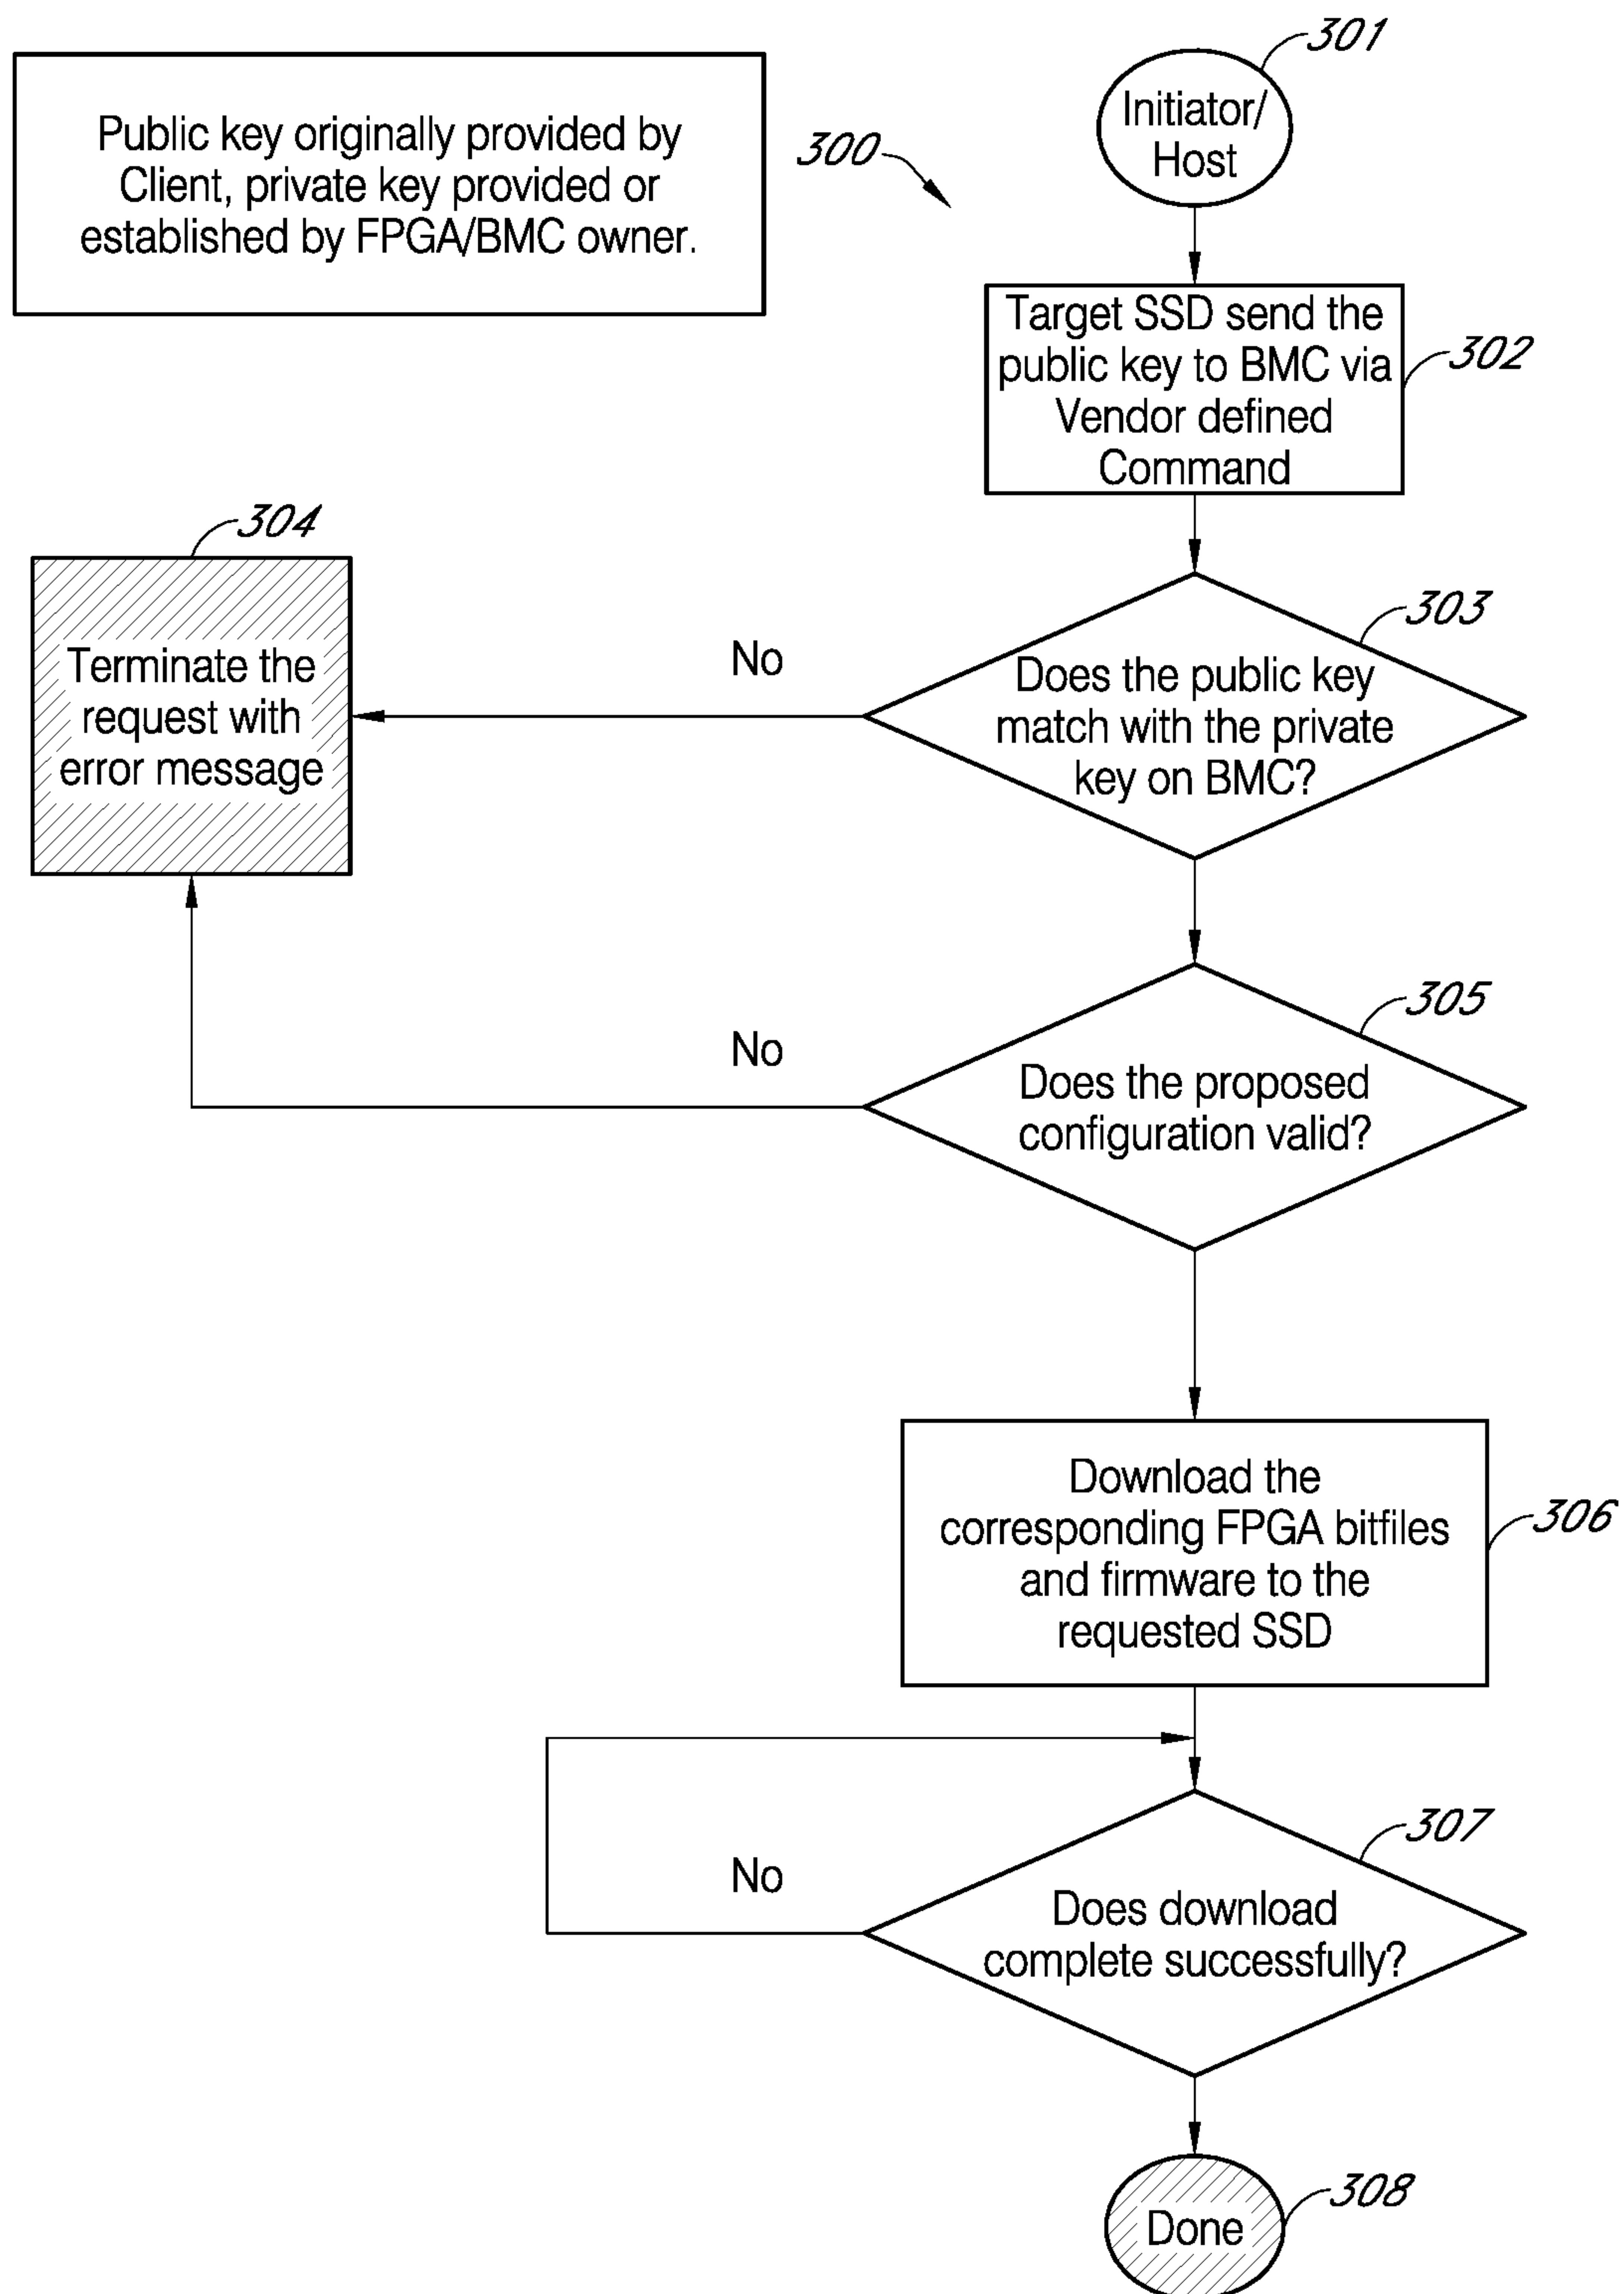 301
Initiator/
Host
Public key originally provided by
Client, private key provided or
established by FPGA/BMC owner.
300
Target SSD send the
public key to BMC via
Vendor defined
Command
302
304
Terminate the
request with
error message
No
303
Does the public key
match with the private
key on BMC?
305
No
Does the proposed
configuration valid?
Download the
corresponding FPGA bitfiles
and firmware to the
requested SSD
306
307
No
Does download
complete successfully?
308
Done